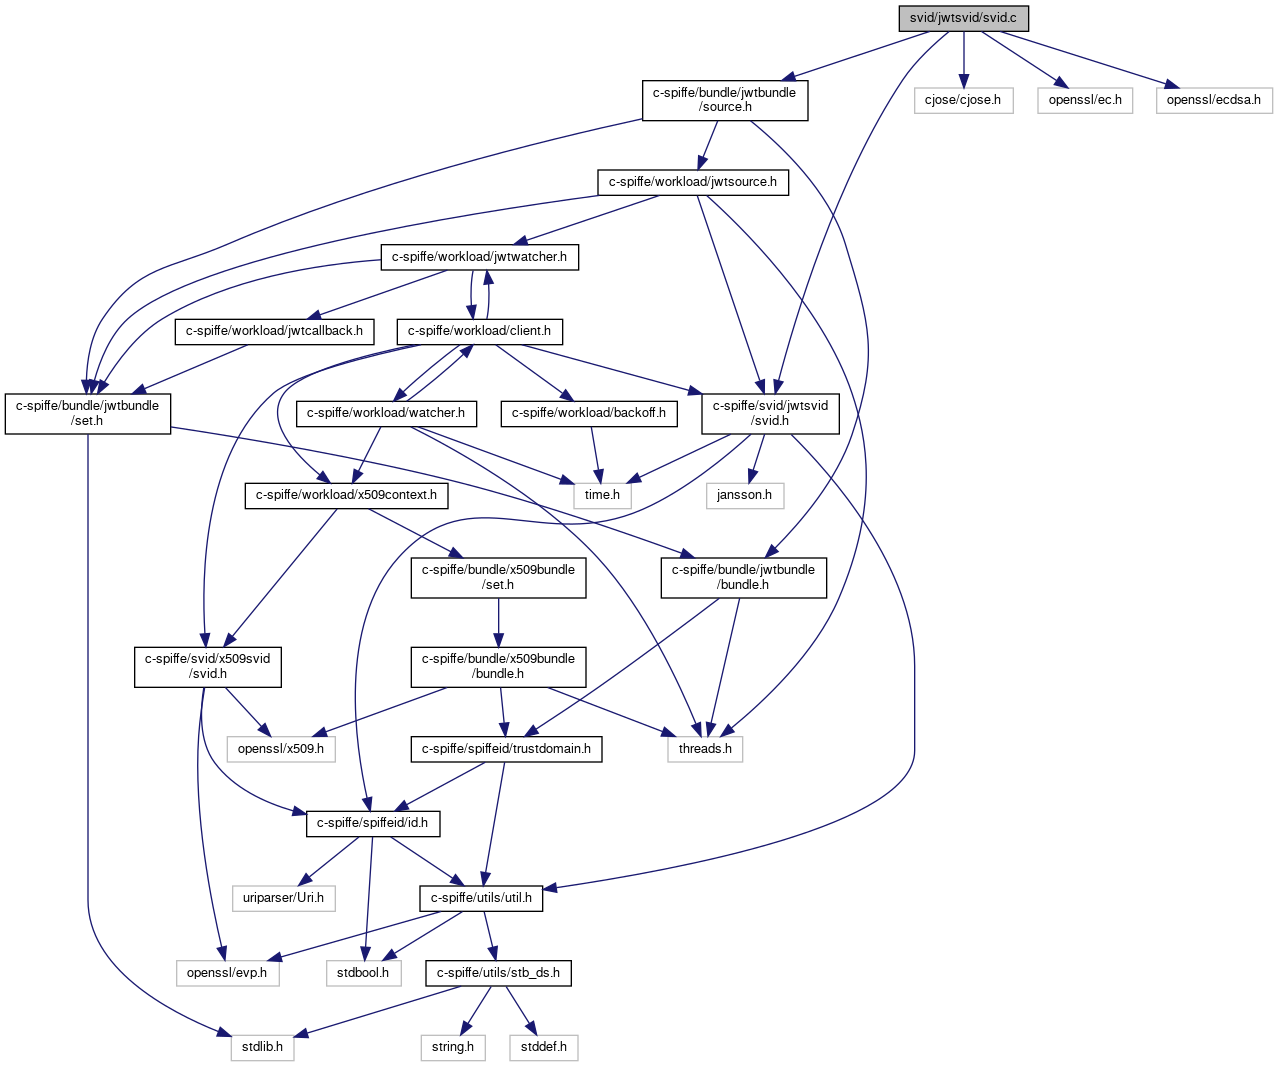 svid/jwtsvid/svid.c
c-spiffe/bundle/jwtbundle
/source.h
cjose/cjose.h
openssl/ec.h
openssl/ecdsa.h
c-spiffe/workload/jwtsource.h
c-spiffe/workload/jwtwatcher.h
c-spiffe/workload/jwtcallback.h
c-spiffe/workload/client.h
c-spiffe/bundle/jwtbundle
/set.h
c-spiffe/workload/watcher.h
c-spiffe/workload/backoff.h
c-spiffe/svid/jwtsvid
/svid.h
c-spiffe/workload/x509context.h
time.h
jansson.h
c-spiffe/bundle/x509bundle
/set.h
c-spiffe/bundle/jwtbundle
/bundle.h
c-spiffe/svid/x509svid
/svid.h
c-spiffe/bundle/x509bundle
/bundle.h
openssl/x509.h
c-spiffe/spiffeid/trustdomain.h
threads.h
c-spiffe/spiffeid/id.h
uriparser/Uri.h
c-spiffe/utils/util.h
openssl/evp.h
stdbool.h
c-spiffe/utils/stb_ds.h
stdlib.h
string.h
stddef.h